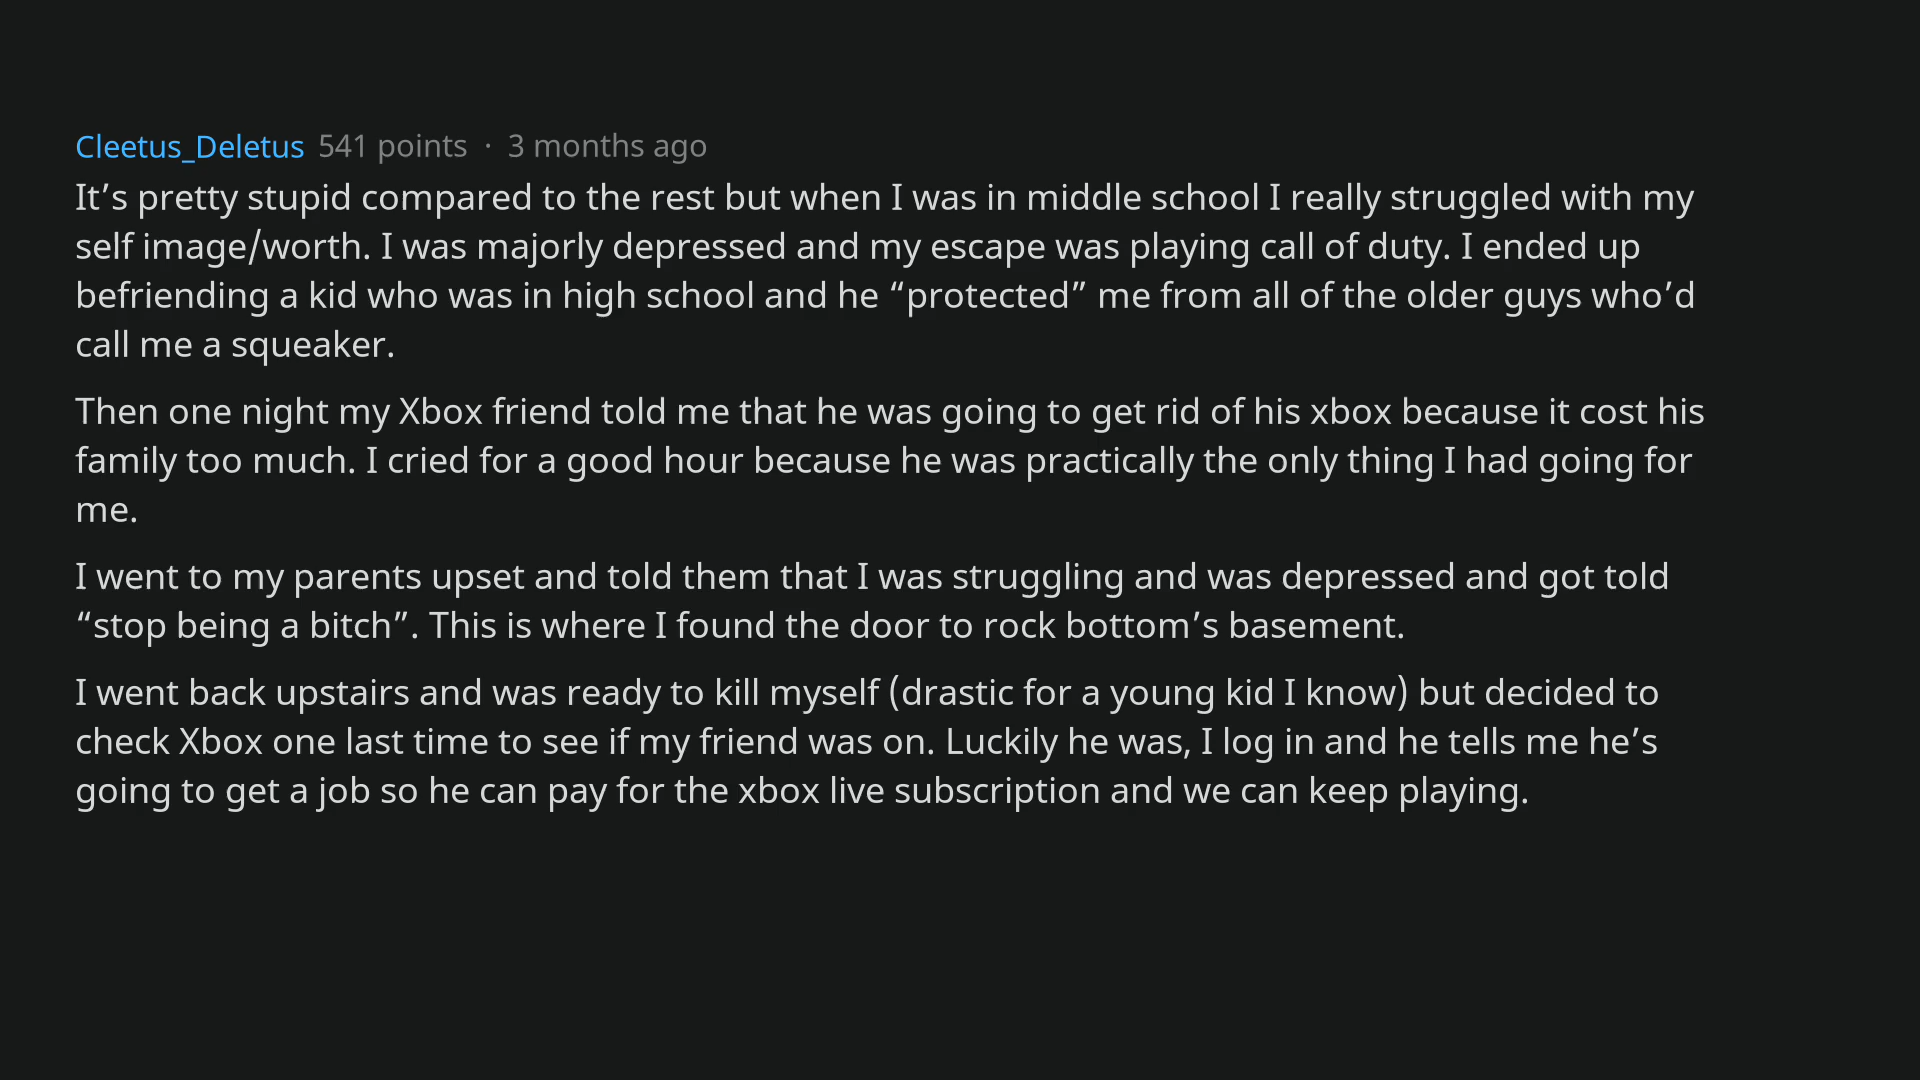 Cleetus_Deletus 541 points · 3 months ago
It’s pretty stupid compared to the rest but when I was in middle school I really struggled with my
self image/worth. I was majorly depressed and my escape was playing call of duty. I ended up
befriending a kid who was in high school and he “protected” me from all of the older guys who’d
call me a squeaker.
Then one night my Xbox friend told me that he was going to get rid of his xbox because it cost his
family too much. I cried for a good hour because he was practically the only thing I had going for
me.
I went to my parents upset and told them that I was struggling and was depressed and got told
“stop being a bitch”. This is where I found the door to rock bottom’s basement.
I went back upstairs and was ready to kill myself (drastic for a young kid I know) but decided to
check Xbox one last time to see if my friend was on. Luckily he was, I log in and he tells me he’s
going to get a job so he can pay for the xbox live subscription and we can keep playing.